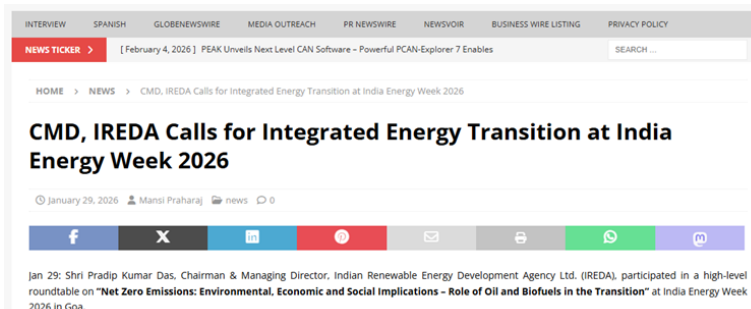 INTERVIEW SPANISH GLOBENEWSWIRE MEDIA OUTREACH PR NEWSWIRE NEWSVOIR BUSINESS WIRE LISTING PRIVACY POLICY
NEWS TICKER > [ February 4, 2026 ] PEAK Unveils Next Level CAN Software – Powerful PCAN-Explorer 7 Enables SEARCH ...
HOME > NEWS > CMD, IREDA Calls for Integrated Energy Transition at India Energy Week 2026
CMD, IREDA Calls for Integrated Energy Transition at India
Energy Week 2026
January 29, 2026 Mansi Praharaj news 0
Jan 29: Shri Pradip Kumar Das, Chairman & Managing Director, Indian Renewable Energy Development Agency Ltd. (IREDA), participated in a high-level
roundtable on "Net Zero Emissions: Environmental, Economic and Social Implications – Role of Oil and Biofuels in the Transition" at India Energy Week
2026 in Goa.